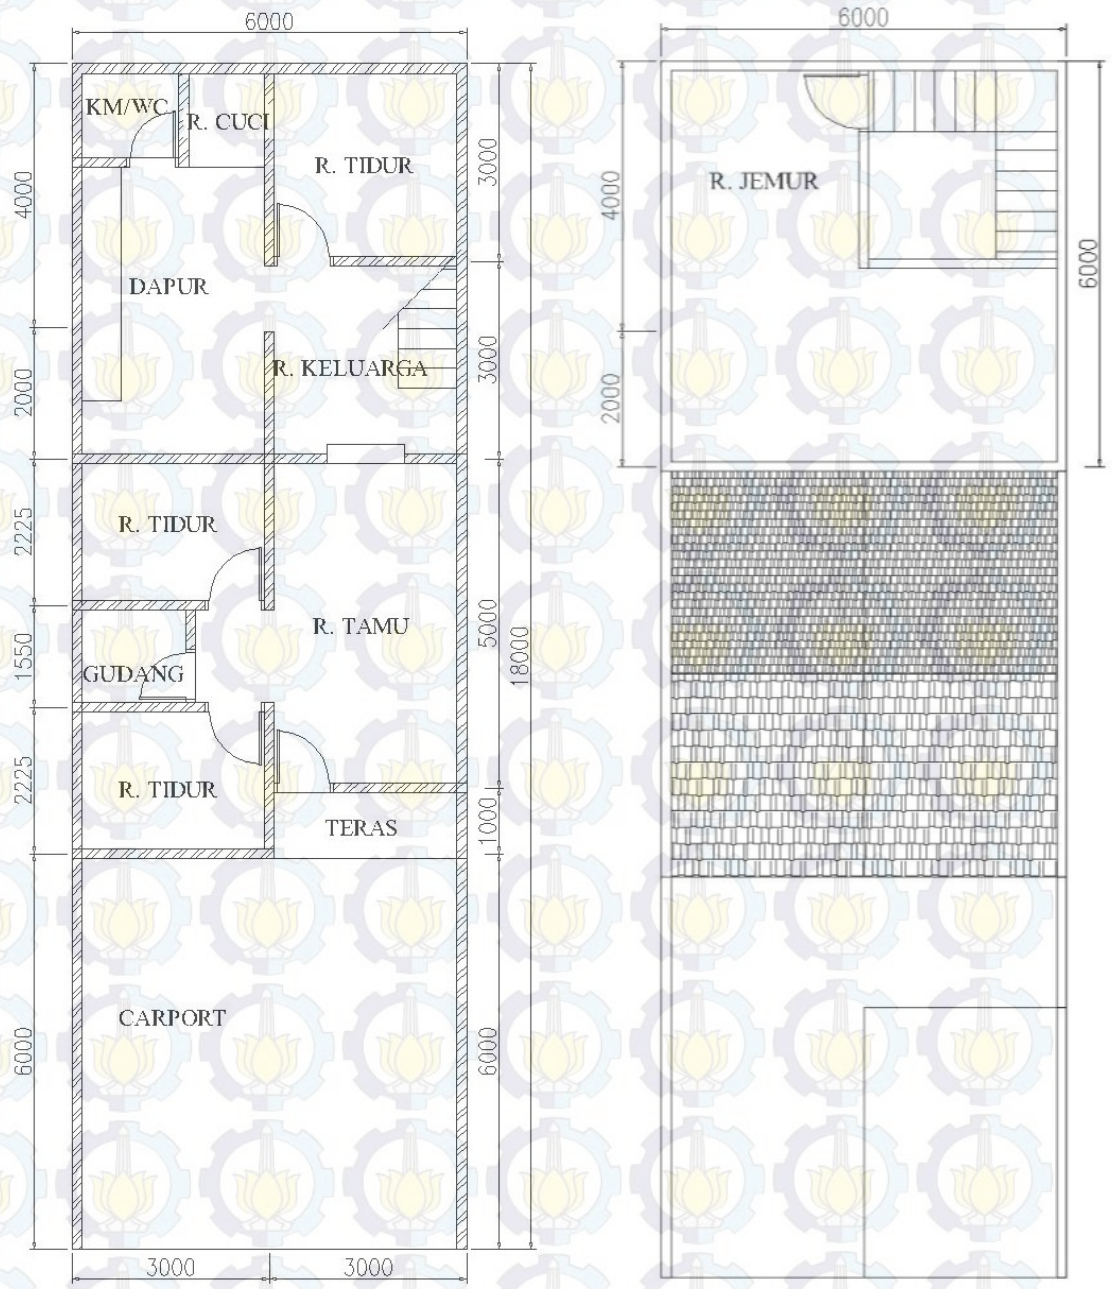 6000
KM/WC
R. CUCI
R. TIDUR
DAPUR
R. KELUARGA
R. TIDUR
R. TAMU
GUDANG
R. TIDUR
TERAS
CARPORT
4000
2000
2225
1550
2225
6000
3000
3000
5000
1000
6000
18000
3000
3000
6000
R. JEMUR
4000
2000
6000